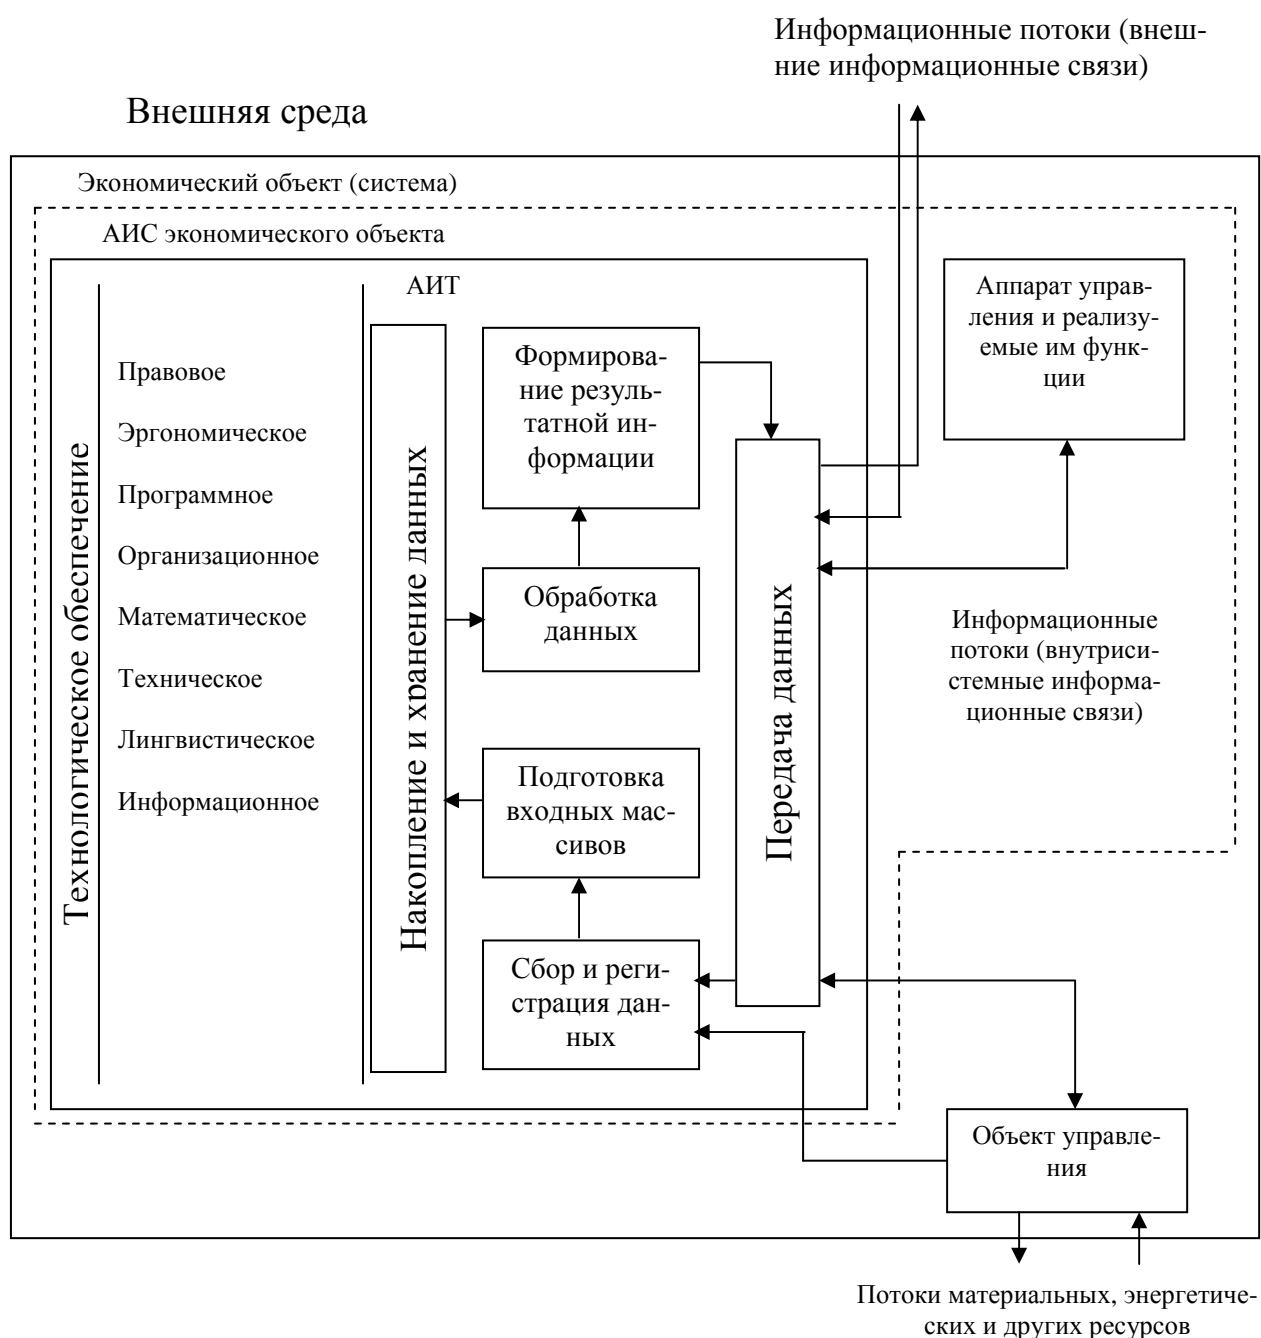 Информационные потоки (внеш-
ние информационные связи)
Внешняя среда
Экономический объект (система)
АИС экономического объекта
АИТ
Технологическое обеспечение
Правовое
Эргономическое
Программное
Организационное
Математическое
Техническое
Лингвистическое
Информационное
Накопление и хранение данных
Формирова-
ние резуль-
татной ин-
формации
Обработка
данных
Подготовка
входных мас-
сивов
Сбор и реги-
страция дан-
ных
Передача данных
Аппарат управ-
ления и реализу-
емые им функ-
ции
Информационные
потоки (внутриси-
стемные информа-
ционные связи)
Объект управле-
ния
Потоки материальных, энергетиче-
ских и других ресурсов